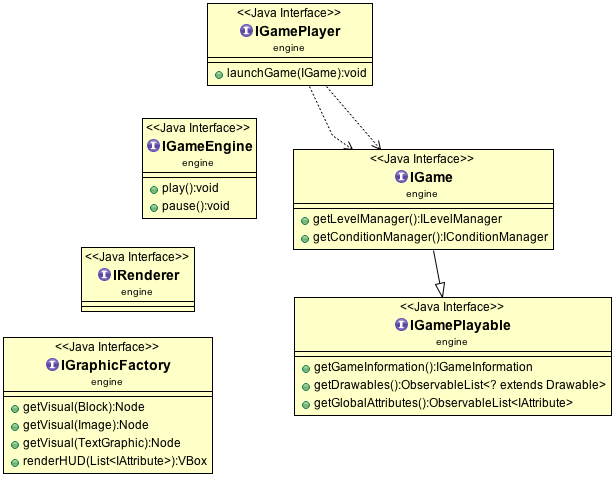 <<Java Interface>>
IGamePlayer
engine
launchGame(IGame):void
<<Java Interface>>
IGameEngine
engine
play():void
pause():void
<<Java Interface>>
IGame
engine
getLevelManager():ILevelManager
getConditionManager():IConditionManager
<<Java Interface>>
IRenderer
engine
<<Java Interface>>
IGamePlayable
engine
getGameInformation():IGameInformation
getDrawables():ObservableList<? extends Drawable>
getGlobalAttributes():ObservableList<IAttribute>
<<Java Interface>>
IGraphicFactory
engine
getVisual(Block):Node
getVisual(Image):Node
getVisual(TextGraphic):Node
renderHUD(List<IAttribute>):VBox